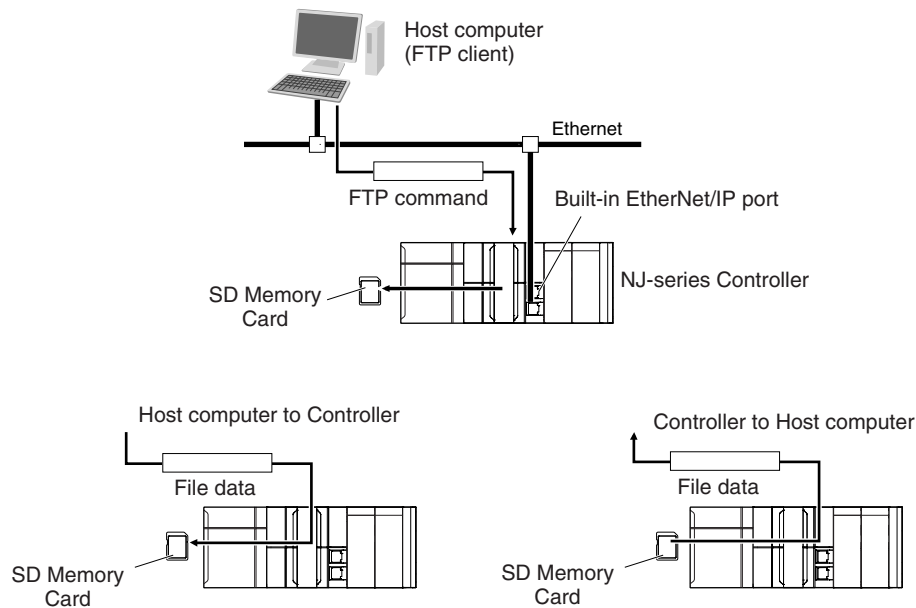 Host computer
(FTP client)
Ethernet
FTP command
Built-in EtherNet/IP port
NJ-series Controller
SD Memory
Card
Host computer to Controller
File data
SD Memory
Card
Controller to Host computer
File data
SD Memory
Card